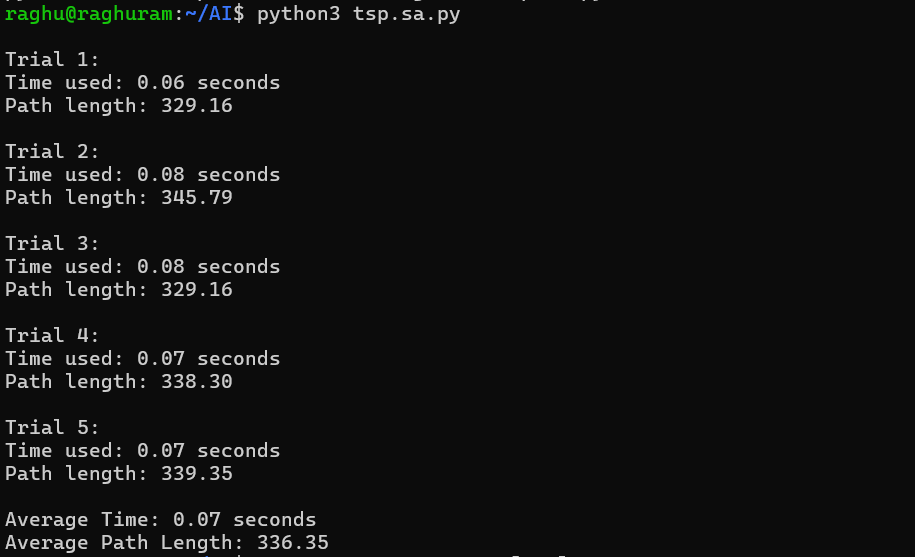 raghu@raghuram:~/AI$ python3 tsp.sa.py
Trial 1:
Time used: 0.06 seconds
Path length: 329.16
Trial 2:
Time used: 0.08 seconds
Path length: 345.79
Trial 3:
Time used: 0.08 seconds
Path length: 329.16
Trial 4:
Time used: 0.07 seconds
Path length: 338.30
Trial 5:
Time used: 0.07 seconds
Path length: 339.35
Average Time: 0.07 seconds
Average Path Length: 336.35